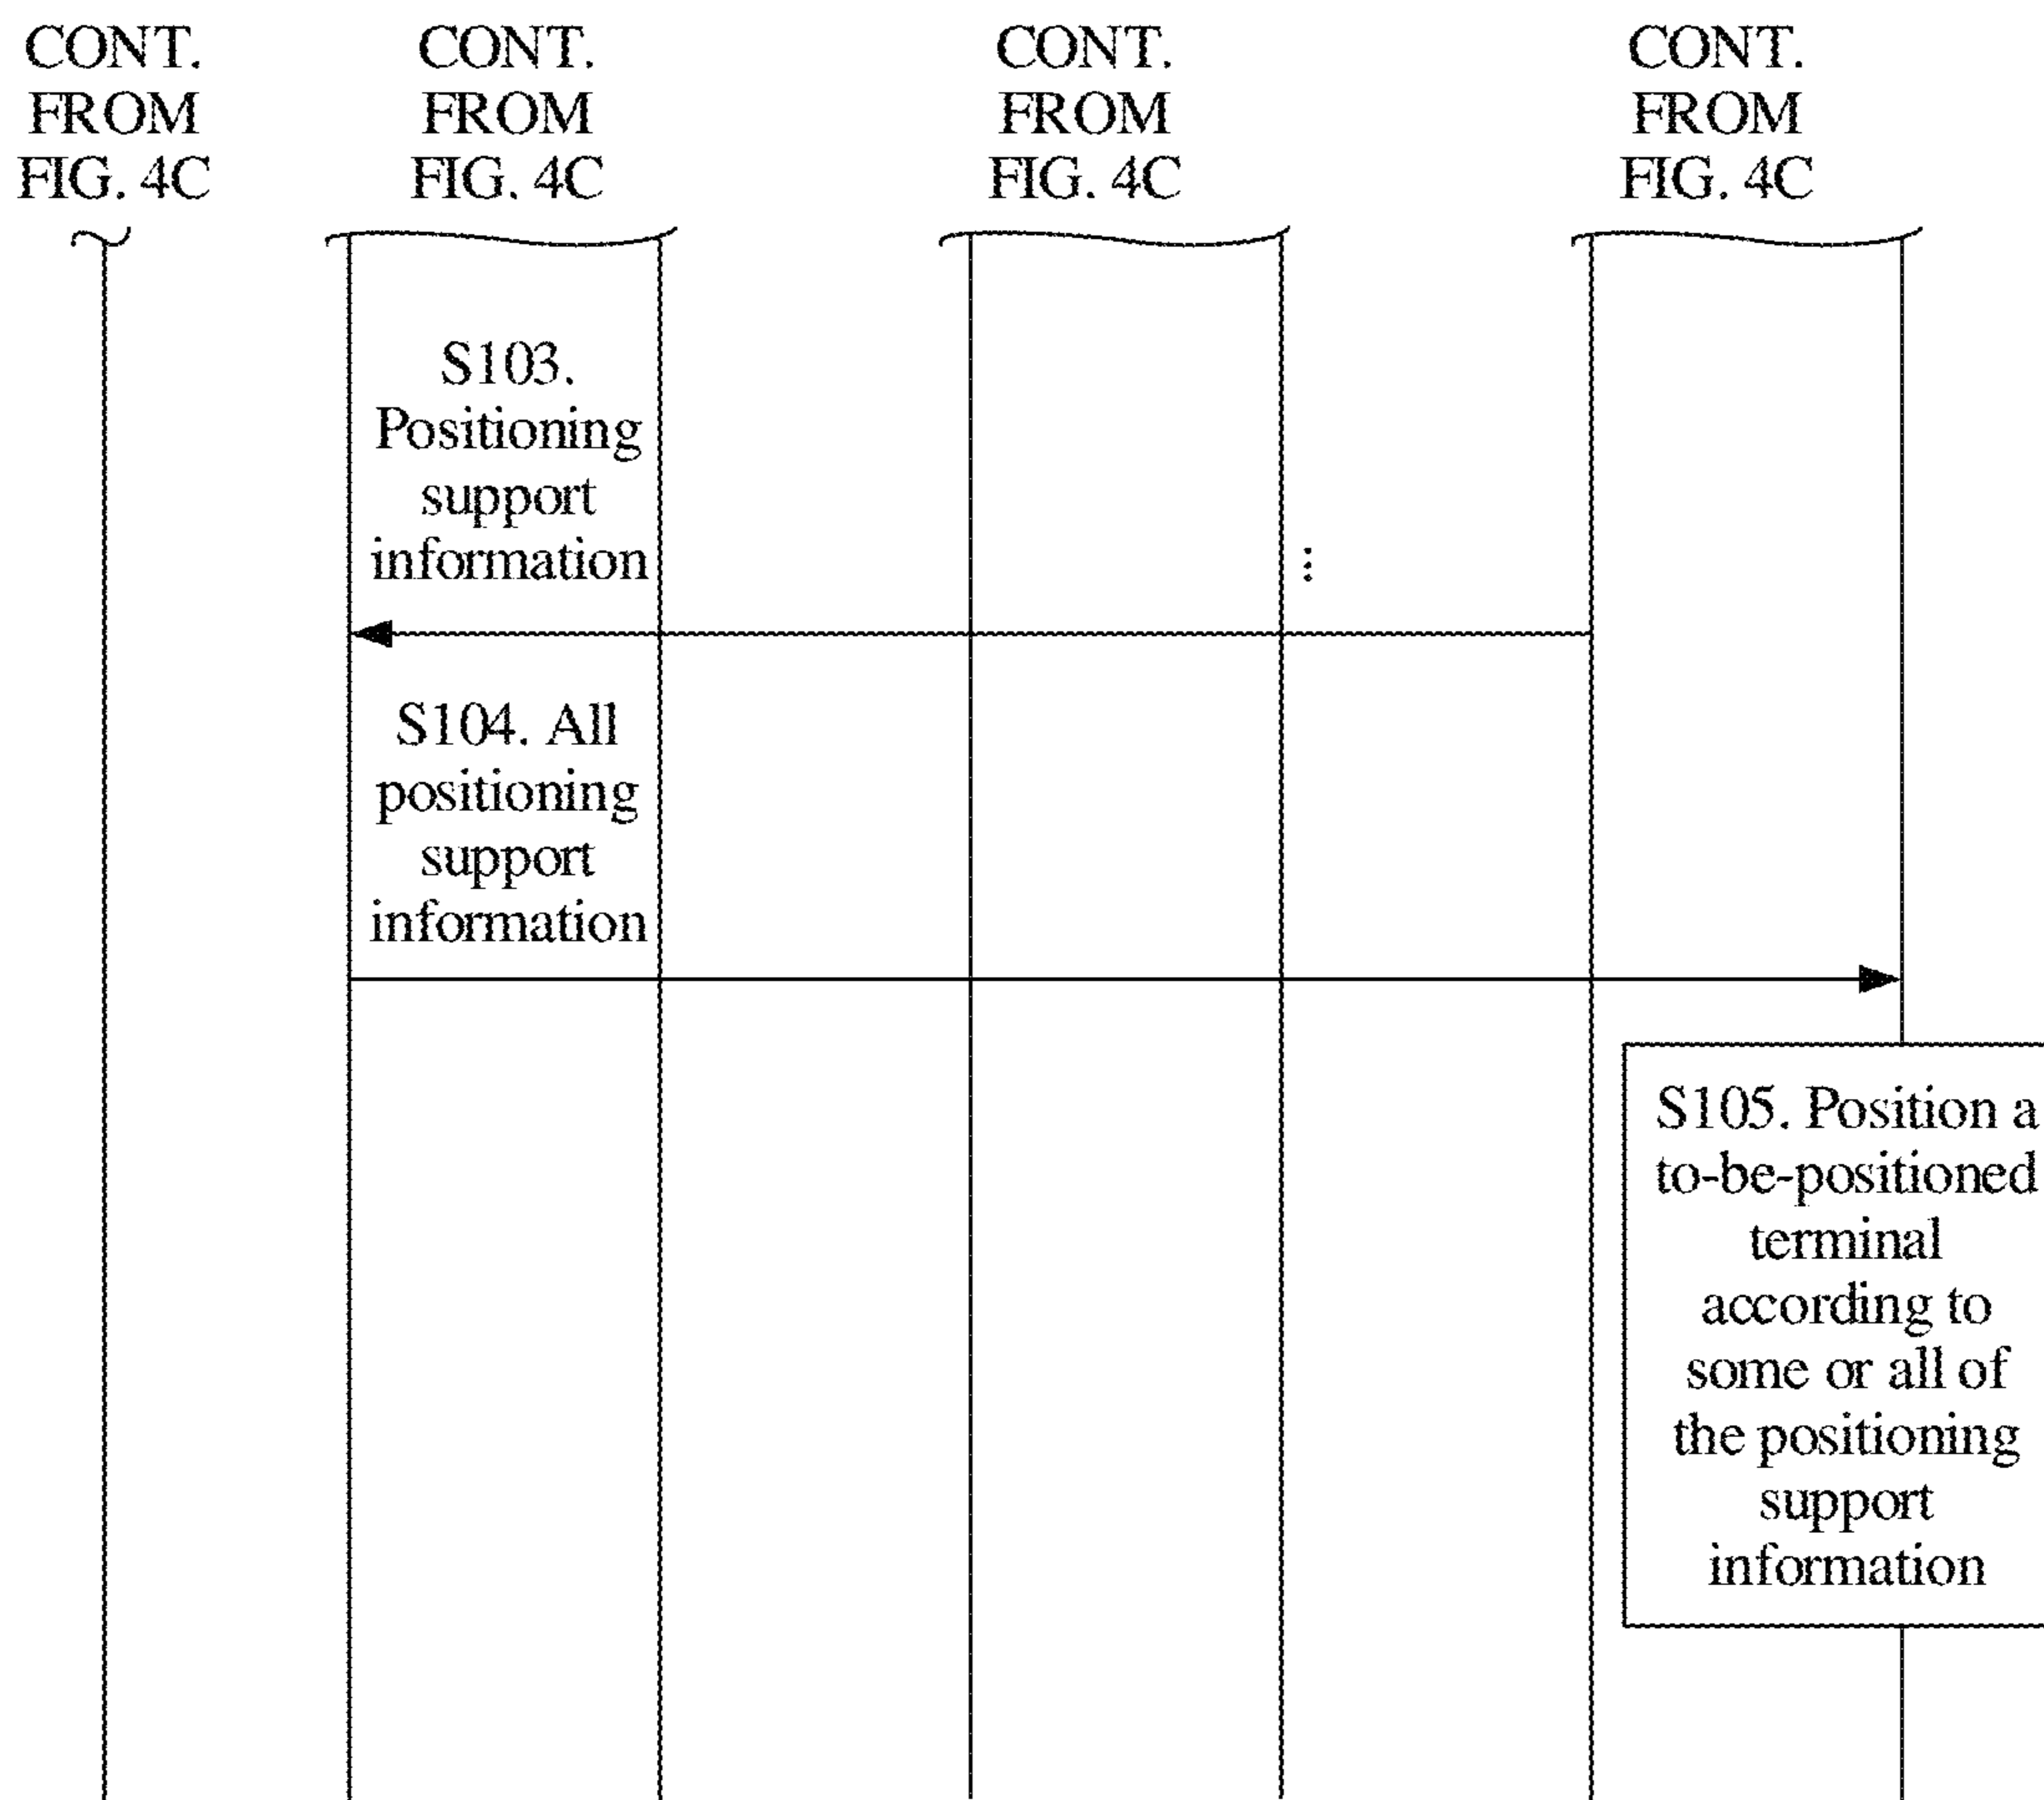 CONT.
FROM
FIG. 4C
CONT.
FROM
FIG. 4C
CONT.
FROM
FIG. 4C
CONT.
FROM
FIG. 4C
S103.
Positioning
support
information
...
S104. All
positioning
support
information
S105. Position a
to-be-positioned
terminal
according to
some or all of
the positioning
support
information